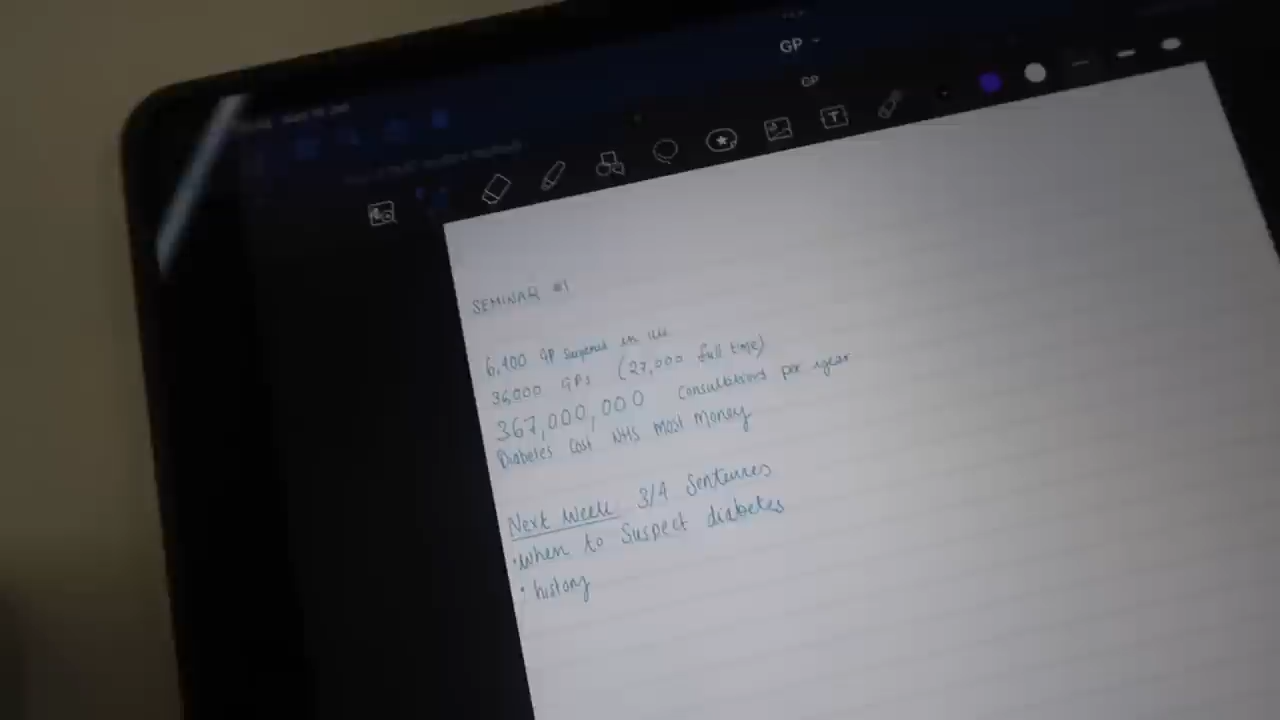 GP
GP
T
SEMINAR #1
6,400 GP in UK
36,000 GPs (27,000 full time)
367,000,000 Consultations per year
Diabetes Cost NHS most money
Next Week 3/4 Sentences
• When to Suspect diabetes
• history